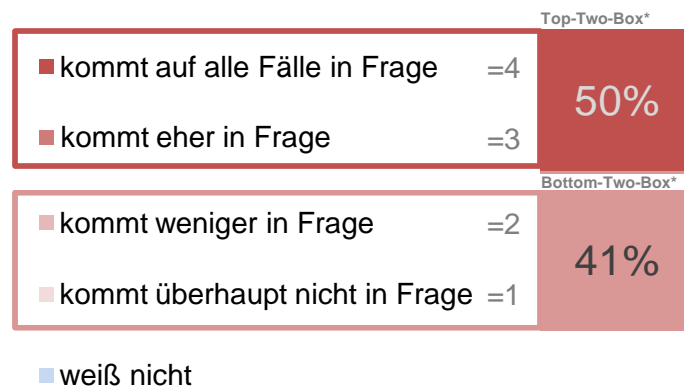 Top-Two-Box*
kommt auf alle Fälle in Frage =4
50%
kommt eher in Frage =3
Bottom-Two-Box*
kommt weniger in Frage =2
41%
kommt überhaupt nicht in Frage =1
weiß nicht